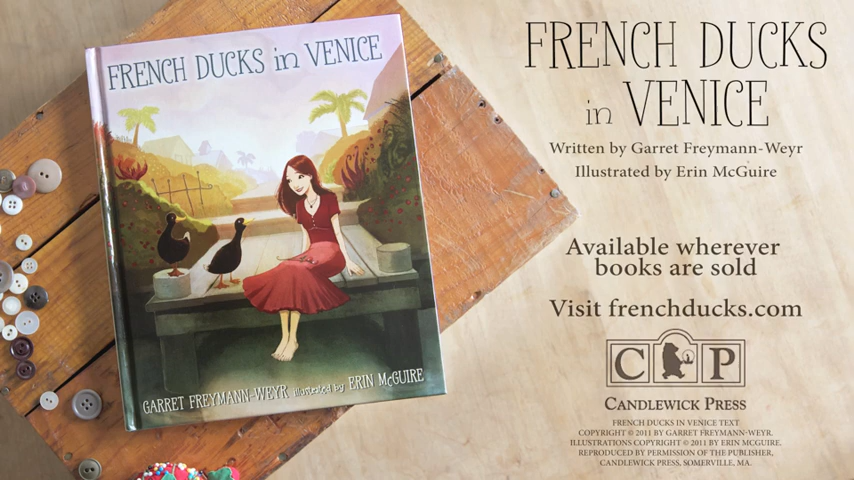 FRENCH DUCKS in VENICE
GARRET FREYMANN-WEYR illustrated by ERIN McGUIRE
FRENCH DUCKS
in VENICE
Written by Garret Freymann-Weyr
Illustrated by Erin McGuire
Available wherever
books are sold
Visit frenchducks.com
C P
CANDLEWICK PRESS
FRENCH DUCKS IN VENICE TEXT
COPYRIGHT © 2011 BY GARRET FREYMANN-WEYR.
ILLUSTRATIONS COPYRIGHT © 2011 BY ERIN MCGUIRE.
REPRODUCED BY PERMISSION OF THE PUBLISHER,
CANDLEWICK PRESS, SOMERVILLE, MA.